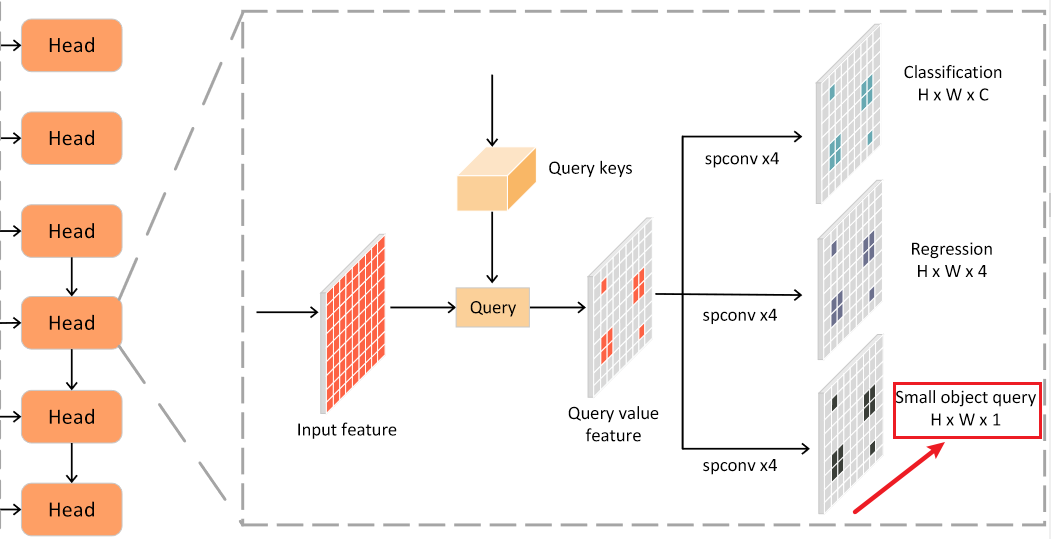 Head
Head
Head
Head
Head
Head
Query keys
Query
Input feature
Query value
feature
spconv x4
spconv x4
spconv x4
Classification
H x W x C
Regression
H x W x 4
Small object query
H x W x 1